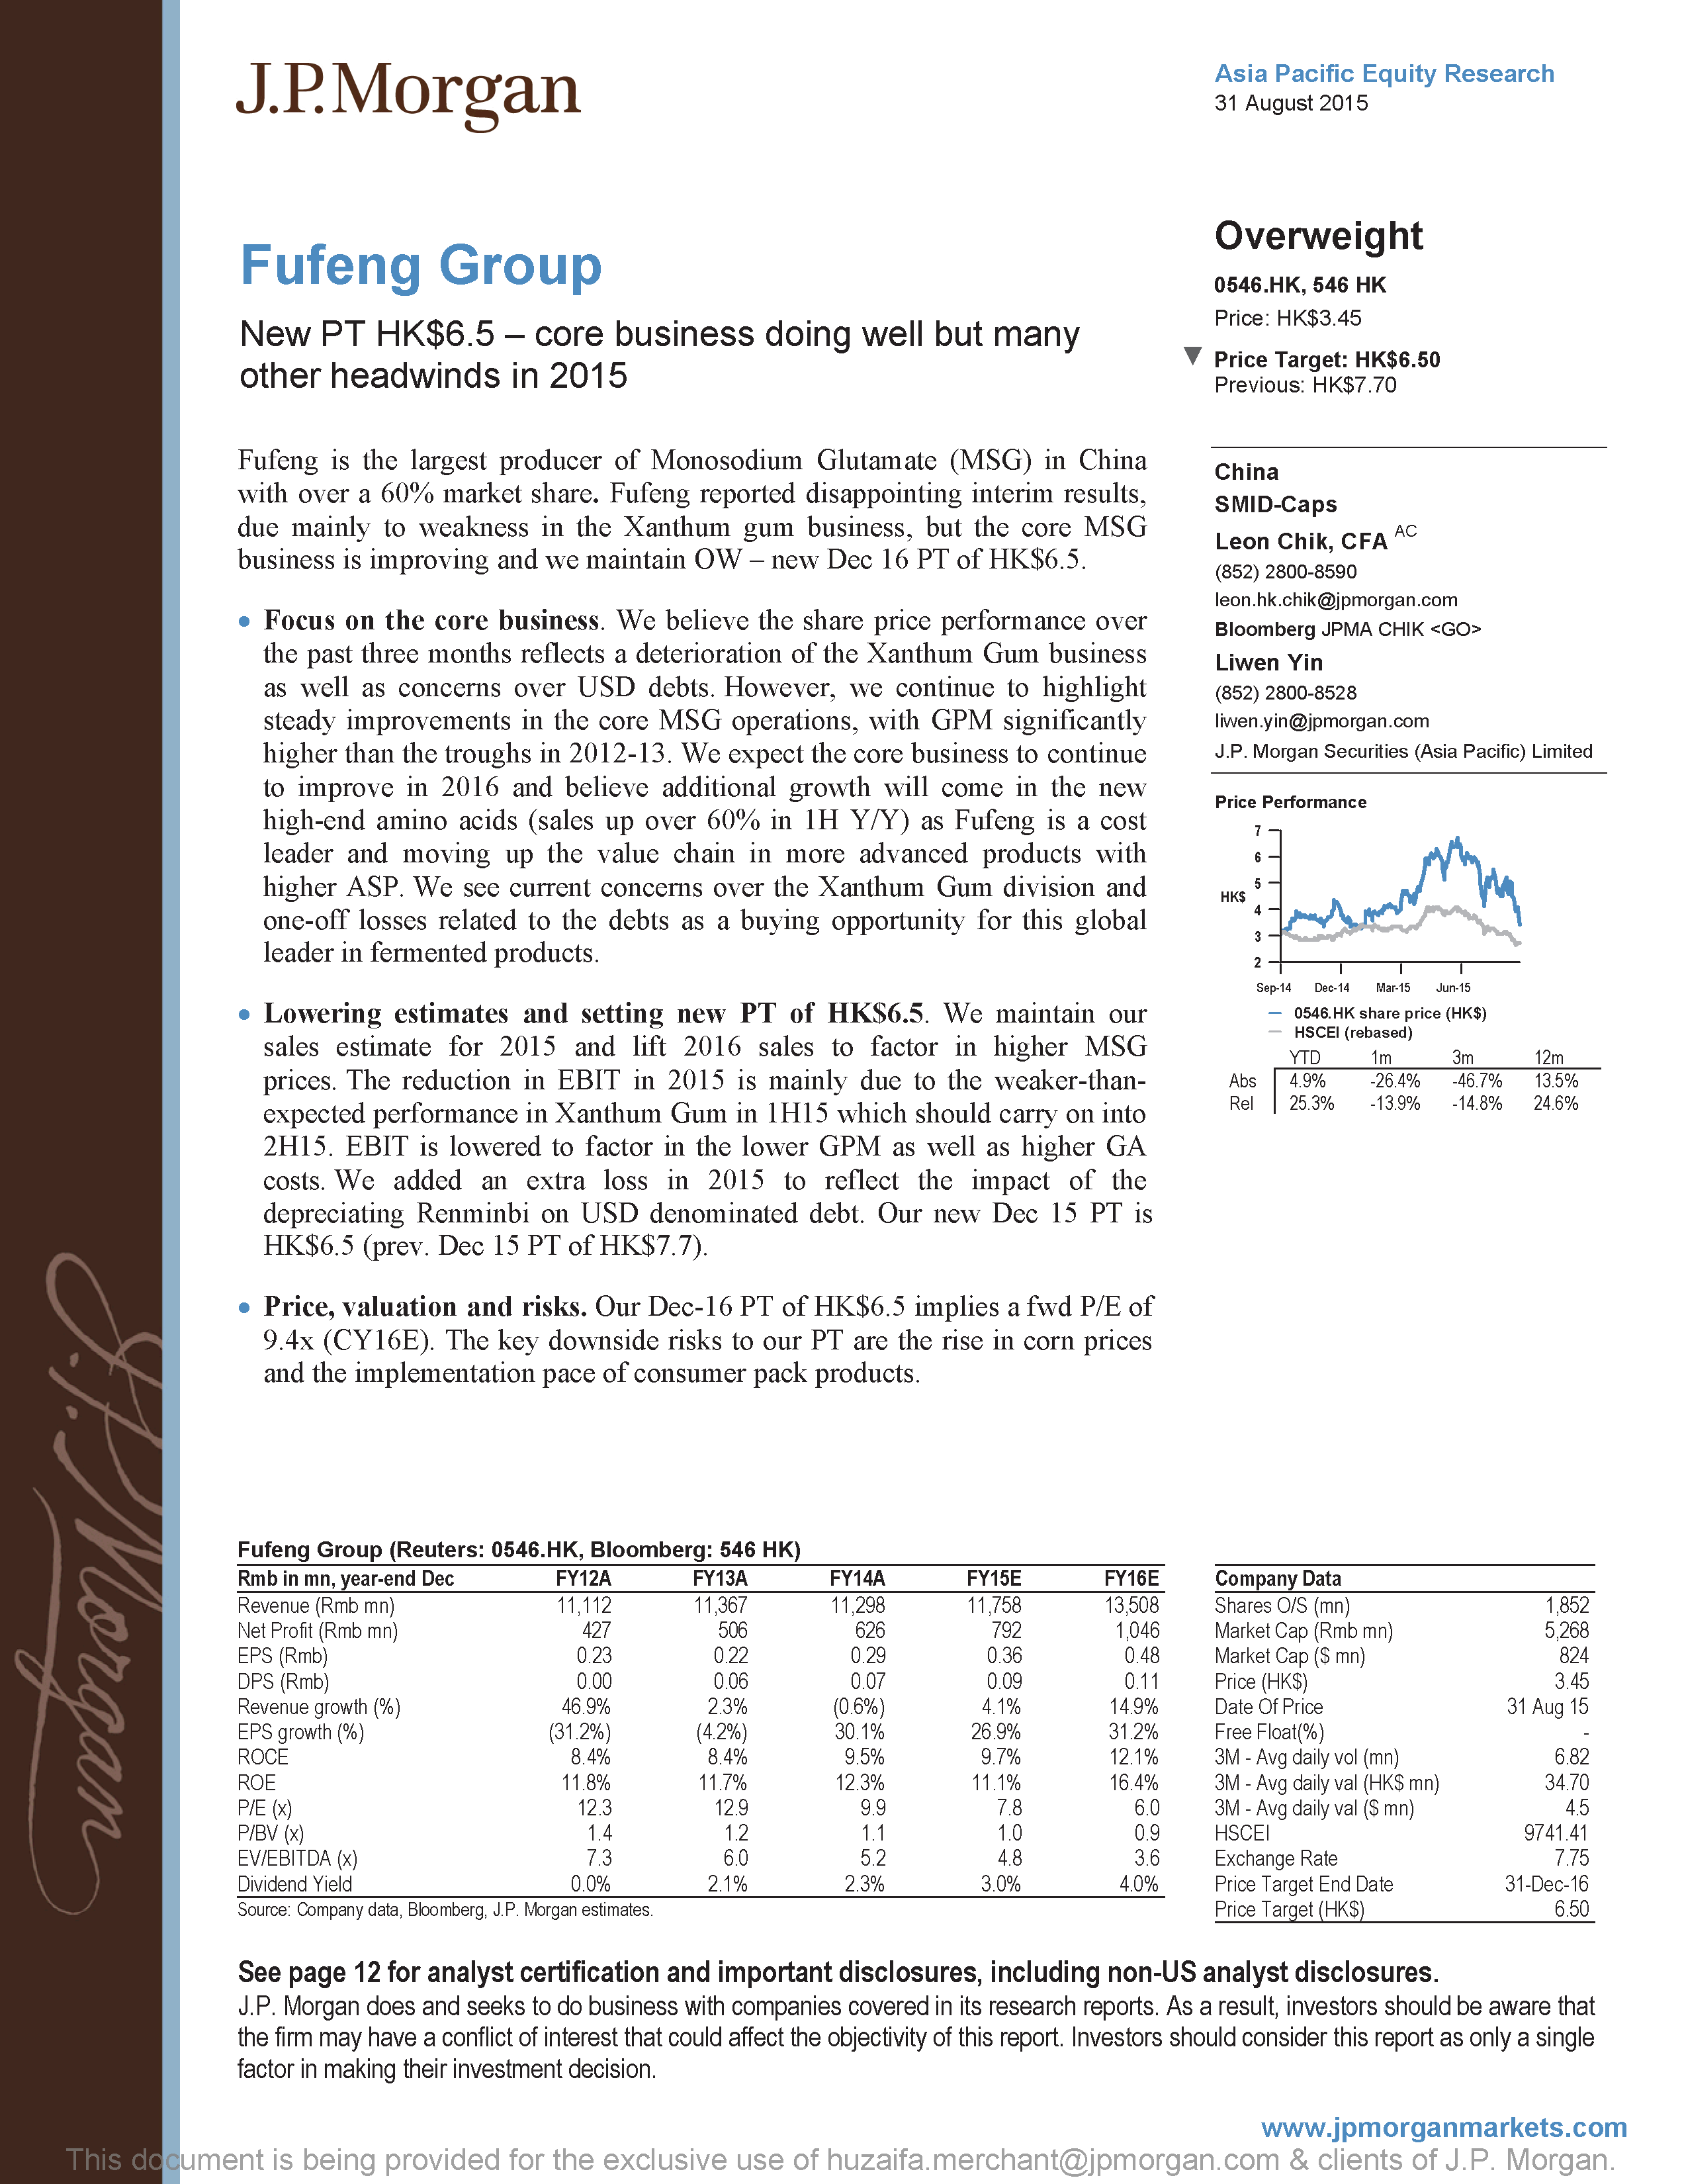 J.P.Morgan
Asia Pacific Equity Research
31 August 2015
Fufeng Group
New PT HK$6.5 – core business doing well but many
other headwinds in 2015
Overweight
0546.HK, 546 HK
Price: HK$3.45
▼ Price Target: HK$6.50
Previous: HK$7.70
Fufeng is the largest producer of Monosodium Glutamate (MSG) in China
with over a 60% market share. Fufeng reported disappointing interim results,
due mainly to weakness in the Xanthum gum business, but the core MSG
business is improving and we maintain OW – new Dec 16 PT of HK$6.5.
• Focus on the core business. We believe the share price performance over
the past three months reflects a deterioration of the Xanthum Gum business
as well as concerns over USD debts. However, we continue to highlight
steady improvements in the core MSG operations, with GPM significantly
higher than the troughs in 2012-13. We expect the core business to continue
to improve in 2016 and believe additional growth will come in the new
high-end amino acids (sales up over 60% in 1H Y/Y) as Fufeng is a cost
leader and moving up the value chain in more advanced products with
higher ASP. We see current concerns over the Xanthum Gum division and
one-off losses related to the debts as a buying opportunity for this global
leader in fermented products.
• Lowering estimates and setting new PT of HK$6.5. We maintain our
sales estimate for 2015 and lift 2016 sales to factor in higher MSG
prices. The reduction in EBIT in 2015 is mainly due to the weaker-than-
expected performance in Xanthum Gum in 1H15 which should carry on into
2H15. EBIT is lowered to factor in the lower GPM as well as higher GA
costs. We added an extra loss in 2015 to reflect the impact of the
depreciating Renminbi on USD denominated debt. Our new Dec 15 PT is
HK$6.5 (prev. Dec 15 PT of HK$7.7).
• Price, valuation and risks. Our Dec-16 PT of HK$6.5 implies a fwd P/E of
9.4x (CY16E). The key downside risks to our PT are the rise in corn prices
and the implementation pace of consumer pack products.
China
SMID-Caps
Leon Chik, CFA AC
(852) 2800-8590
leon.hk.chik@jpmorgan.com
Bloomberg JPMA CHIK <GO>
Liwen Yin
(852) 2800-8528
liwen.yin@jpmorgan.com
J.P. Morgan Securities (Asia Pacific) Limited
Price Performance
7
6
5
HK$
4
3
2
Sep-14 Dec-14 Mar-15 Jun-15
0546.HK share price (HK$)
HSCEI (rebased)
YTD 1m 3m 12m
Abs 4.9% -26.4% -46.7% 13.5%
Rel 25.3% -13.9% -14.8% 24.6%
J.P. Morgan
Fufeng Group (Reuters: 0546.HK, Bloomberg: 546 HK)
Rmb in mn, year-end Dec FY12A FY13A FY14A FY15E FY16E
Revenue (Rmb mn) 11,112 11,367 11,298 11,758 13,508
Net Profit (Rmb mn) 427 506 626 792 1,046
EPS (Rmb) 0.23 0.22 0.29 0.36 0.48
DPS (Rmb) 0.00 0.06 0.07 0.09 0.11
Revenue growth (%) 46.9% 2.3% (0.6%) 4.1% 14.9%
EPS growth (%) (31.2%) (4.2%) 30.1% 26.9% 31.2%
ROCE 8.4% 8.4% 9.5% 9.7% 12.1%
ROE 11.8% 11.7% 12.3% 11.1% 16.4%
P/E (x) 12.3 12.9 9.9 7.8 6.0
P/BV (x) 1.4 1.2 1.1 1.0 0.9
EV/EBITDA (x) 7.3 6.0 5.2 4.8 3.6
Dividend Yield 0.0% 2.1% 2.3% 3.0% 4.0%
Source: Company data, Bloomberg, J.P. Morgan estimates.
Company Data
Shares O/S (mn) 1,852
Market Cap (Rmb mn) 5,268
Market Cap ($ mn) 824
Price (HK$) 3.45
Date Of Price 31 Aug 15
Free Float(%) -
3M - Avg daily vol (mn) 6.82
3M - Avg daily val (HK$ mn) 34.70
3M - Avg daily val ($ mn) 4.5
HSCEI 9741.41
Exchange Rate 7.75
Price Target End Date 31-Dec-16
Price Target (HK$) 6.50
See page 12 for analyst certification and important disclosures, including non-US analyst disclosures.
J.P. Morgan does and seeks to do business with companies covered in its research reports. As a result, investors should be aware that
the firm may have a conflict of interest that could affect the objectivity of this report. Investors should consider this report as only a single
factor in making their investment decision.
www.jpmorganmarkets.com
This document is being provided for the exclusive use of huzaifa.merchant@jpmorgan.com & clients of J.P. Morgan.